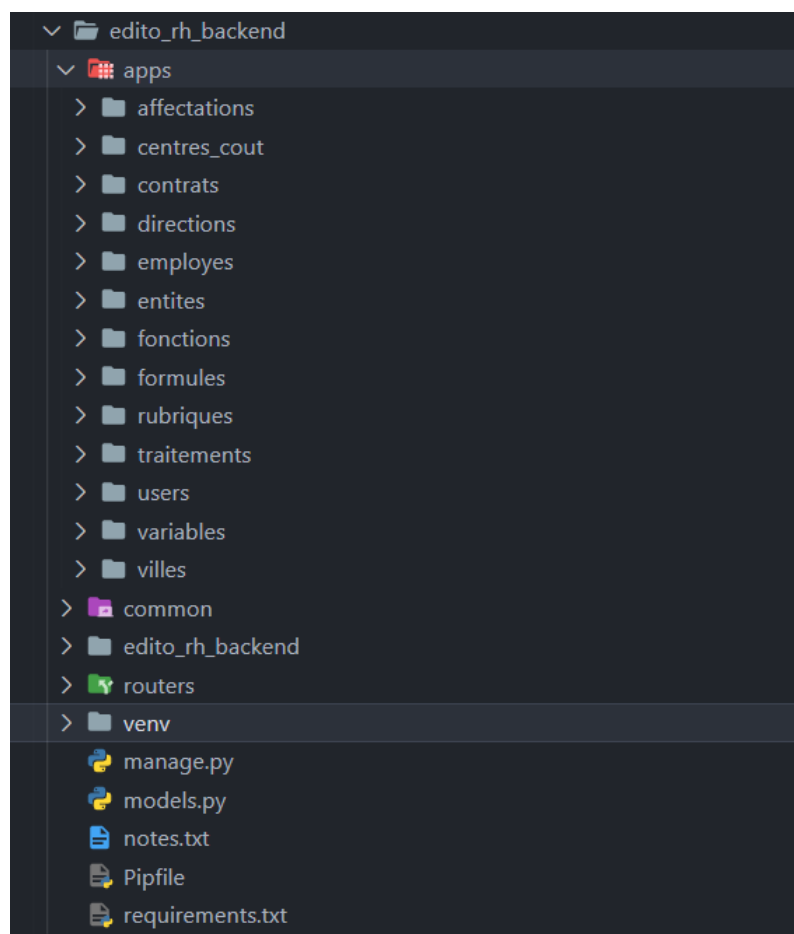 edito_rh_backend
apps
affectations
centres_cout
contrats
directions
employes
entites
fonctions
formules
rubriques
traitements
users
variables
villes
common
edito_rh_backend
routers
venv
manage.py
models.py
notes.txt
Pipfile
requirements.txt